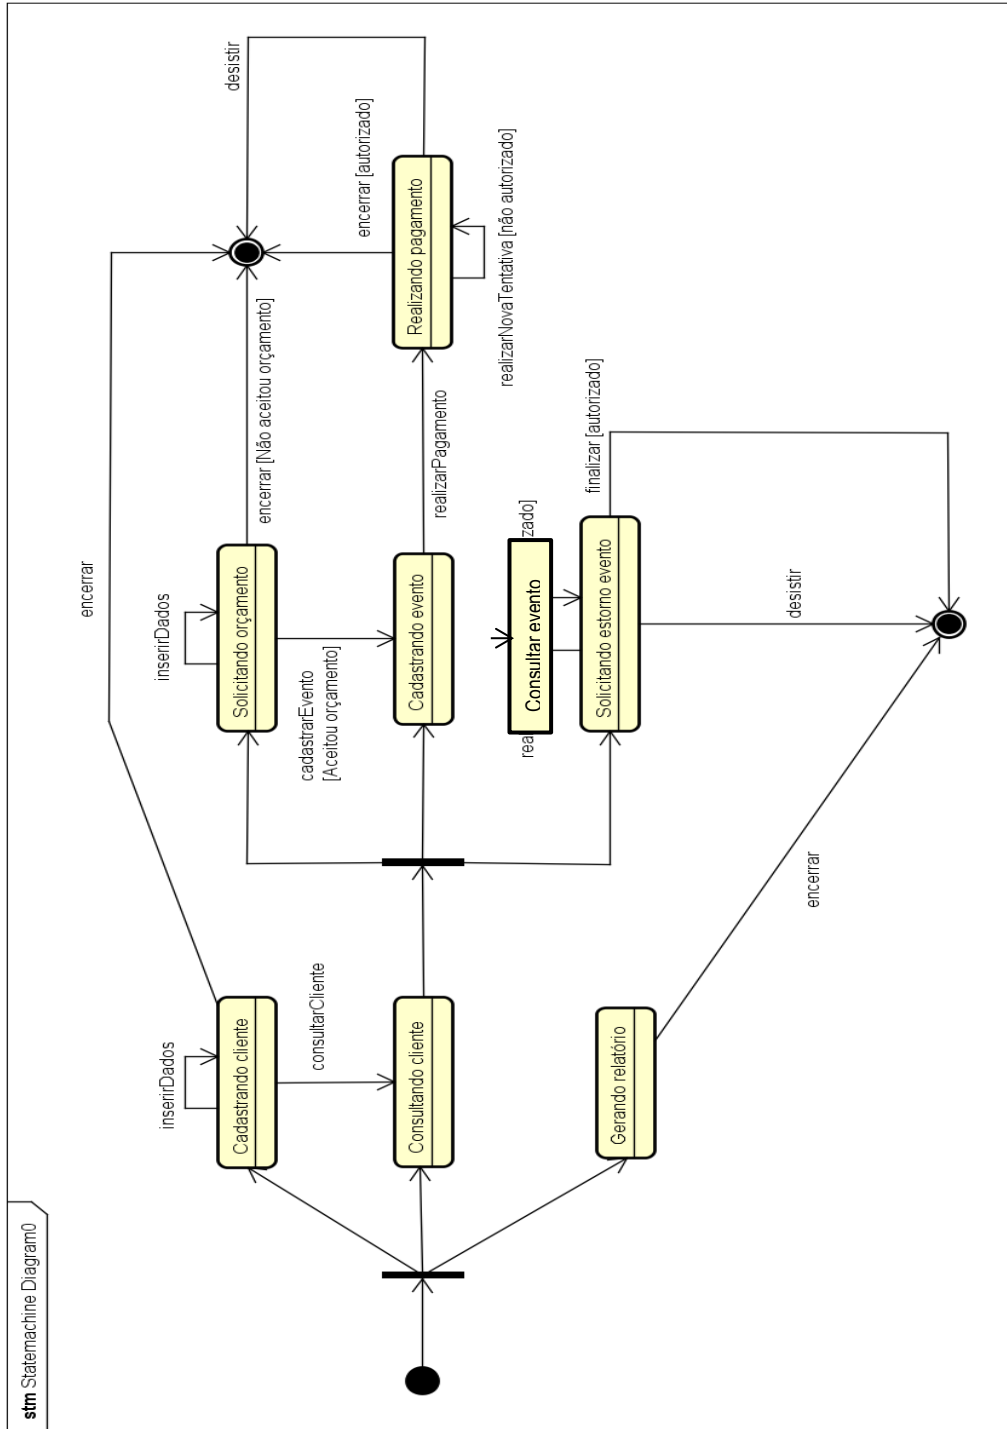 stm Statemachine Diagram0
inserirDados
Cadastrando cliente
consultarCliente
Consultando cliente
Gerando relatório
encerrar
encerrar
inserirDados
Solicitando orçamento
cadastrarEvento
[Aceitou orçamento]
Cadastrando evento
rea
Consultar evento
zado]
Solicitando estorno evento
desistir
finalizar [autorizado]
encerrar [Não aceitou orçamento]
realizarPagamento
Realizando pagamento
realizarNovaTentativa [não autorizado]
encerrar [autorizado]
desistir